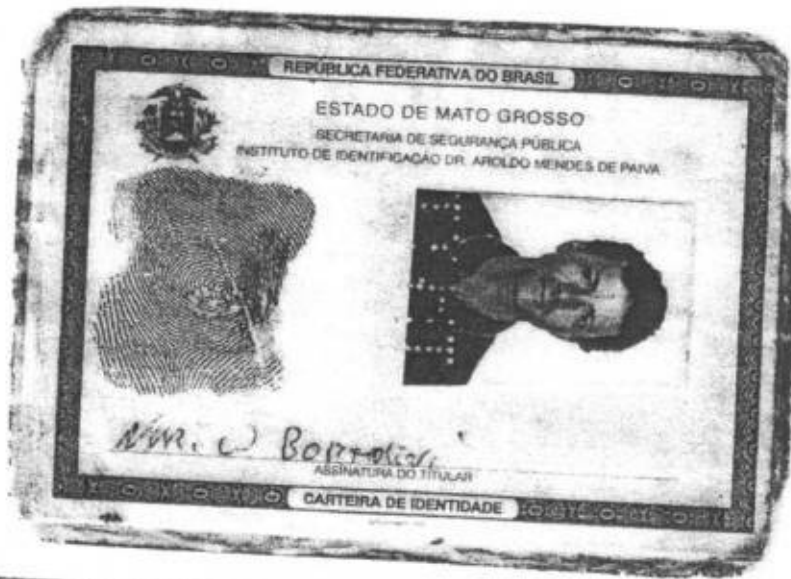 REPÚBLICA FEDERATIVA DO BRASIL
ESTADO DE MATO GROSSO
SECRETARIA DE SEGURANÇA PÚBLICA
INSTITUTO DE IDENTIFICAÇÃO DR. AROLDO MENDES DE PAIVA
ASSINATURA DO TITULAR
CARTEIRA DE IDENTIDADE